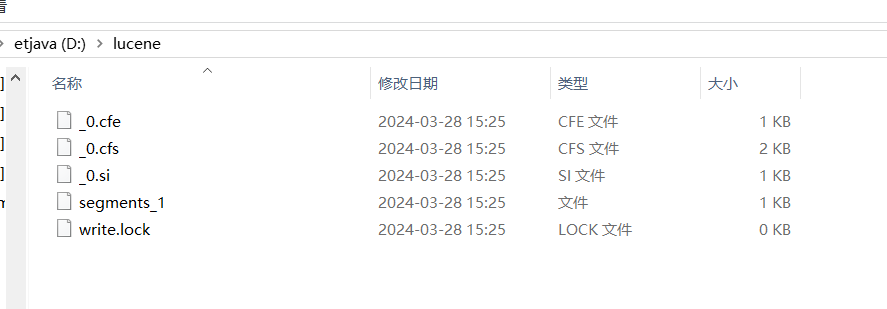 看
etjava (D:) > lucene
名称 修改日期 类型 大小
_0.cfe 2024-03-28 15:25 CFE 文件 1 KB
_0.cfs 2024-03-28 15:25 CFS 文件 2 KB
_0.si 2024-03-28 15:25 SI 文件 1 KB
segments_1 2024-03-28 15:25 文件 1 KB
write.lock 2024-03-28 15:25 LOCK 文件 0 KB